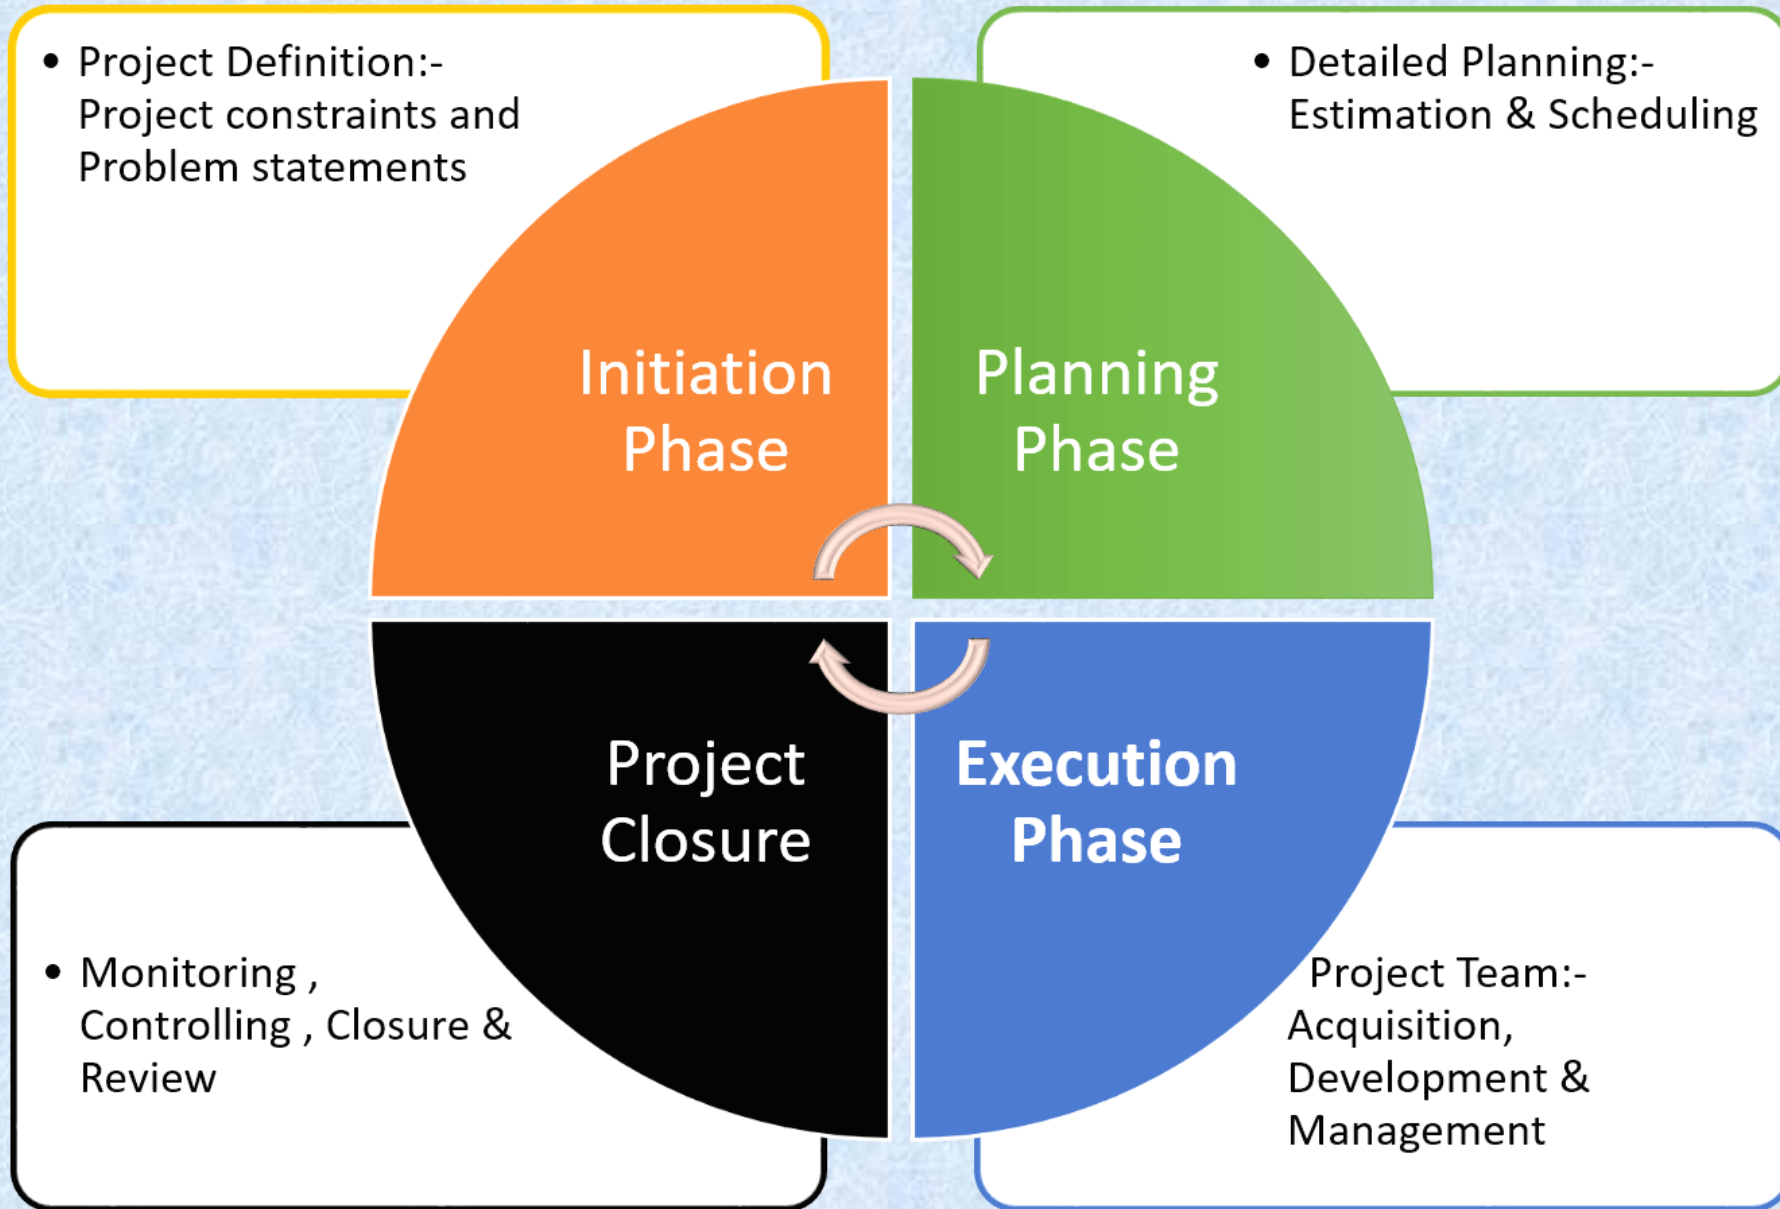 • Project Definition:-
Project constraints and
Problem statements
• Detailed Planning:-
Estimation & Scheduling
Initiation
Phase
Planning
Phase
Project
Closure
Execution
Phase
• Monitoring ,
Controlling , Closure &
Review
Project Team:-
Acquisition,
Development &
Management